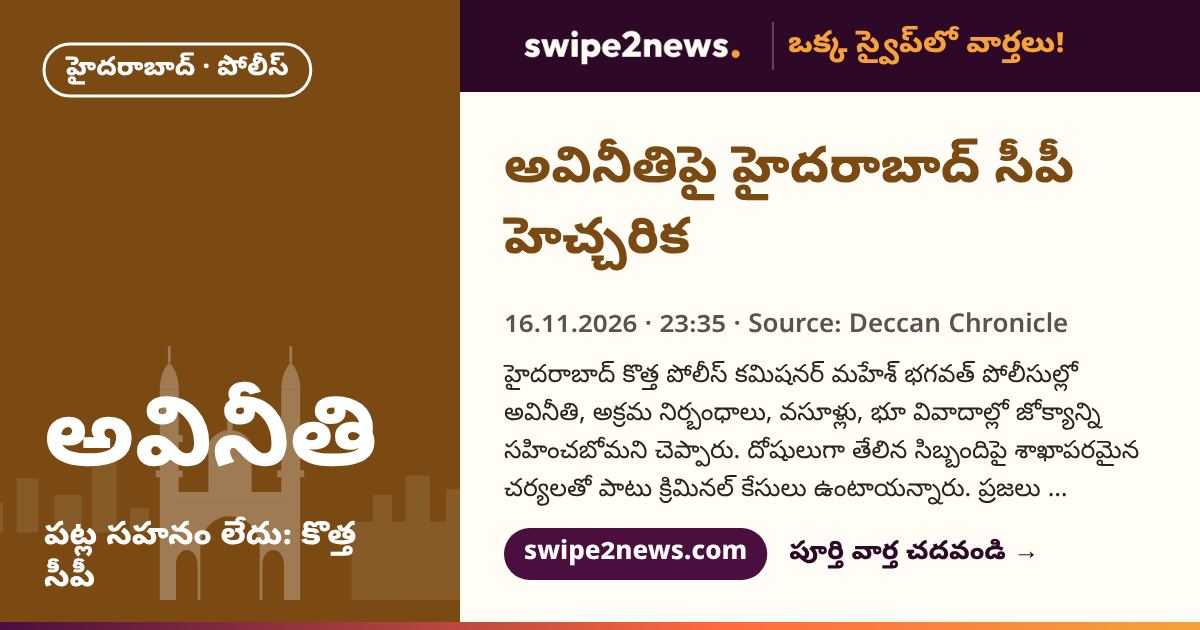 హైదరాబాద్ · పోలీస్
అవినీతి
పట్ల సహనం లేదు: కొత్త
సీపీ
swipe2news. ఒక్క స్వైప్‌లో వార్తలు!
అవినీతిపై హైదరాబాద్ సీపీ
హెచ్చరిక
16.11.2026 · 23:35 · Source: Deccan Chronicle
హైదరాబాద్ కొత్త పోలీస్ కమిషనర్ మహేశ్ భగవత్ పోలీసుల్లో
అవినీతి, అక్రమ నిర్బంధాలు, వసూళ్లు, భూ వివాదాల్లో జోక్యాన్ని
సహించబోమని చెప్పారు. దోషులుగా తేలిన సిబ్బందిపై శాఖాపరమైన
చర్యలతో పాటు క్రిమినల్ కేసులు ఉంటాయన్నారు. ప్రజలు ...
swipe2news.com పూర్తి వార్త చదవండి →